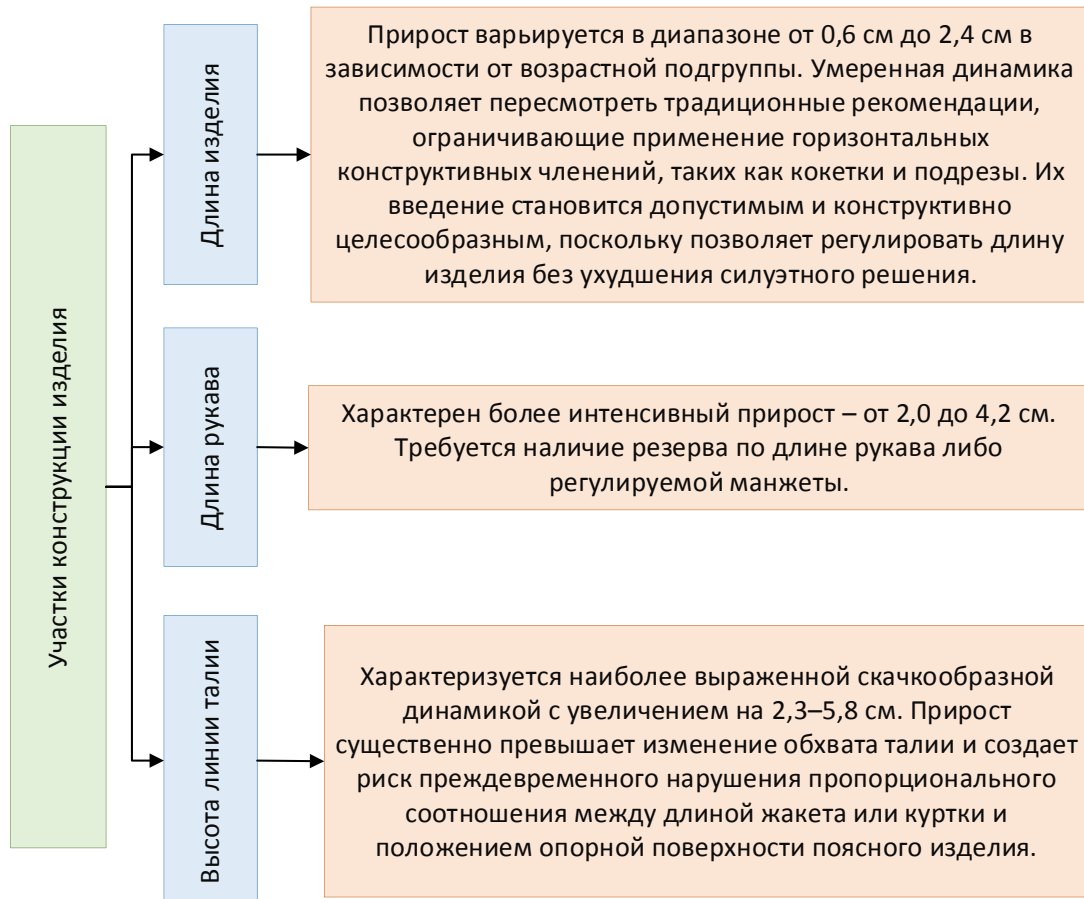 Участки конструкции изделия
Длина изделия
Прирост варьируется в диапазоне от 0,6 см до 2,4 см в
зависимости от возрастной подгруппы. Умеренная динамика
позволяет пересмотреть традиционные рекомендации,
ограничивающие применение горизонтальных
конструктивных членений, таких как кокетки и подрезы. Их
введение становится допустимым и конструктивно
целесообразным, поскольку позволяет регулировать длину
изделия без ухудшения силуэтного решения.
Длина рукава
Характерен более интенсивный прирост – от 2,0 до 4,2 см.
Требуется наличие резерва по длине рукава либо
регулируемой манжеты.
Высота линии талии
Характеризуется наиболее выраженной скачкообразной
динамикой с увеличением на 2,3–5,8 см. Прирост
существенно превышает изменение обхвата талии и создает
риск преждевременного нарушения пропорционального
соотношения между длиной жакета или куртки и
положением опорной поверхности поясного изделия.